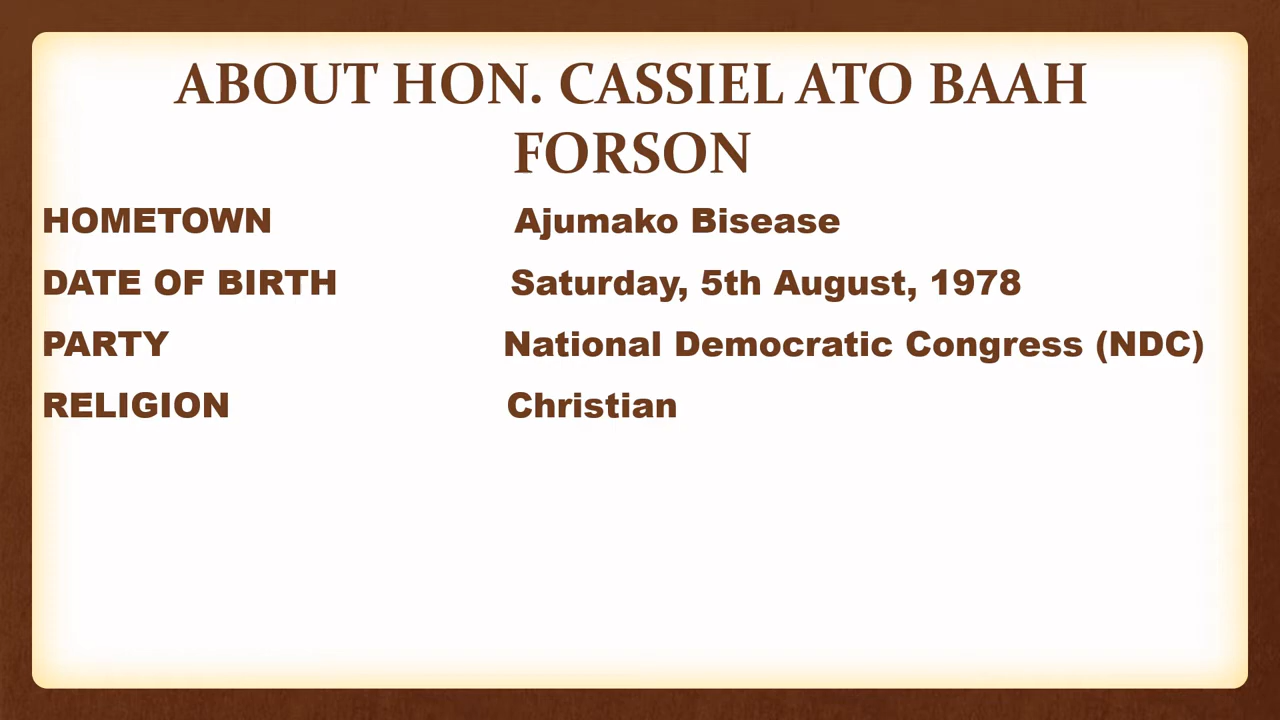 ABOUT HON. CASSIEL ATO BAAH
FORSON
HOMETOWN Ajumako Bisease
DATE OF BIRTH Saturday, 5th August, 1978
PARTY National Democratic Congress (NDC)
RELIGION Christian